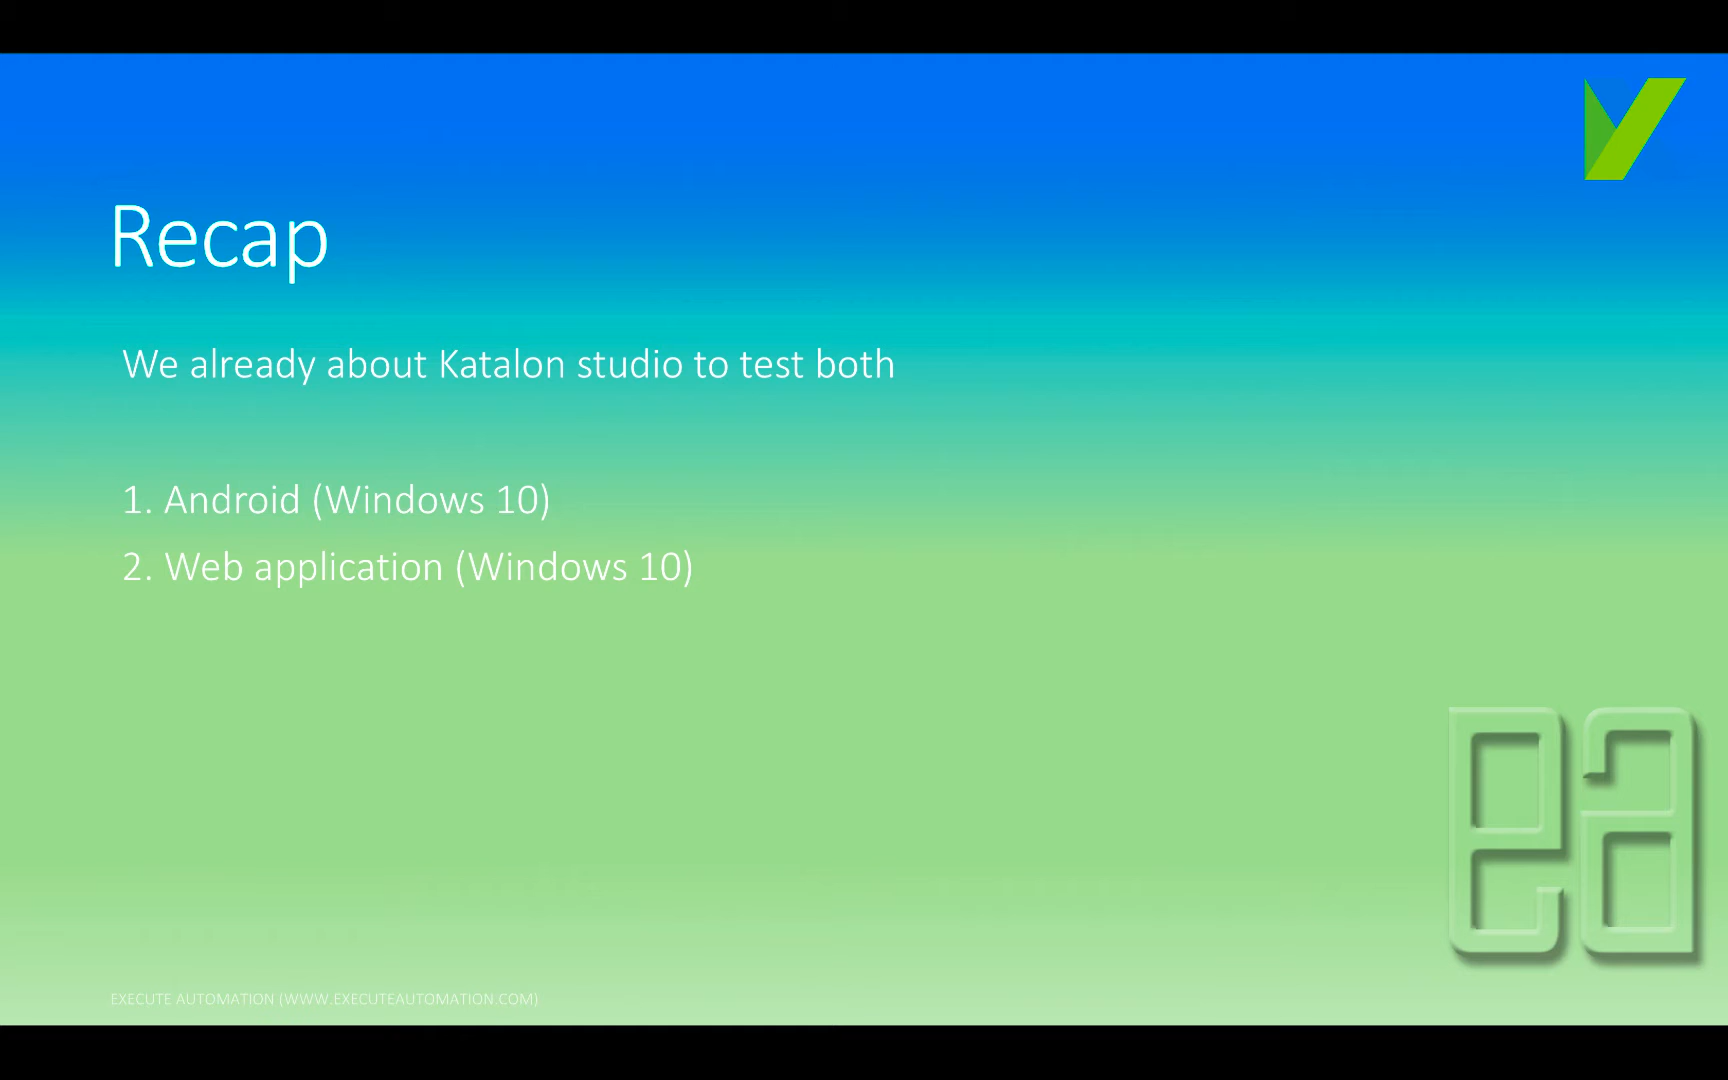 Recap
We already about Katalon studio to test both
1. Android (Windows 10)
2. Web application (Windows 10)
ea
EXECUTE AUTOMATION (WWW.EXECUTEAUTOMATION.COM)